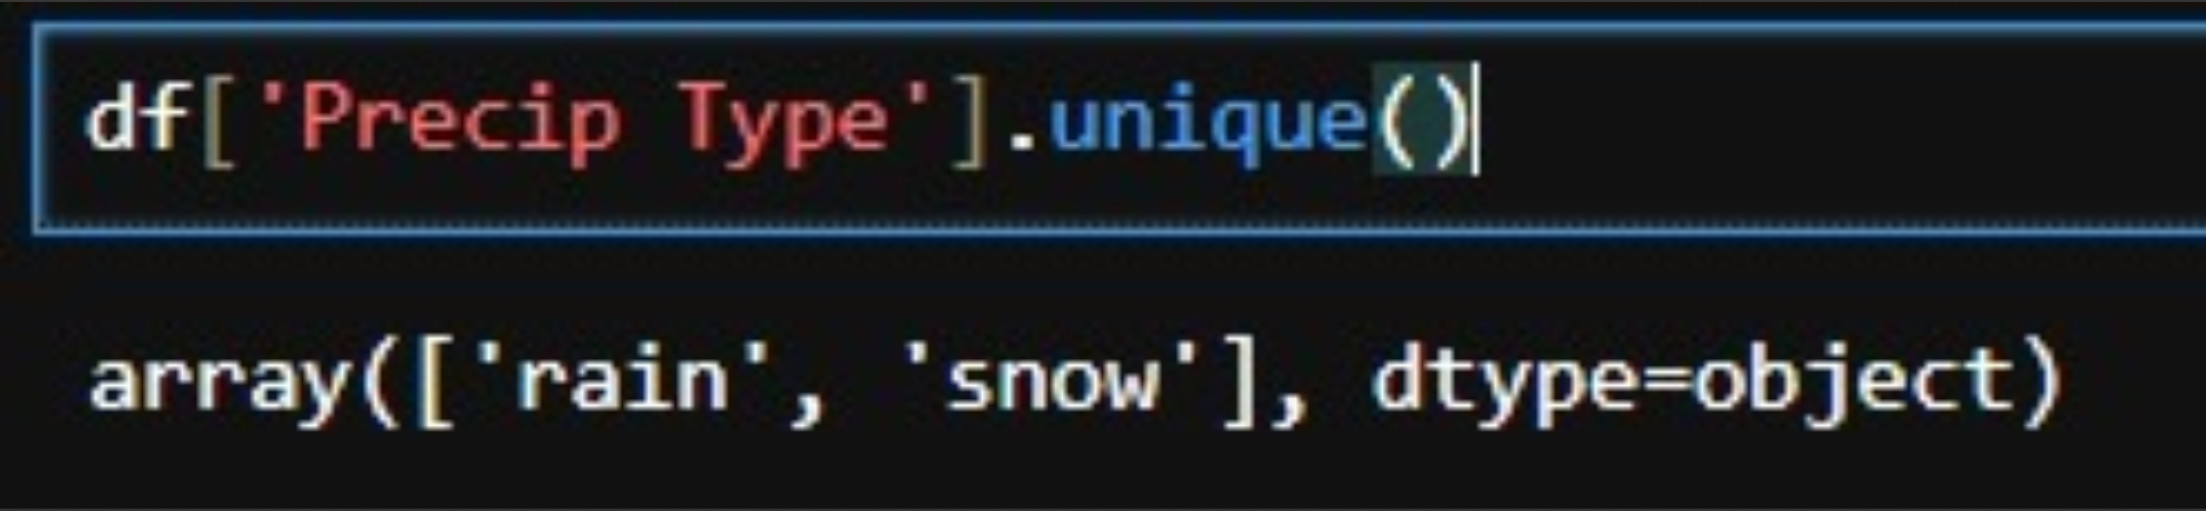 df['Precip Type'].unique()
array(['rain', 'snow'], dtype=object)